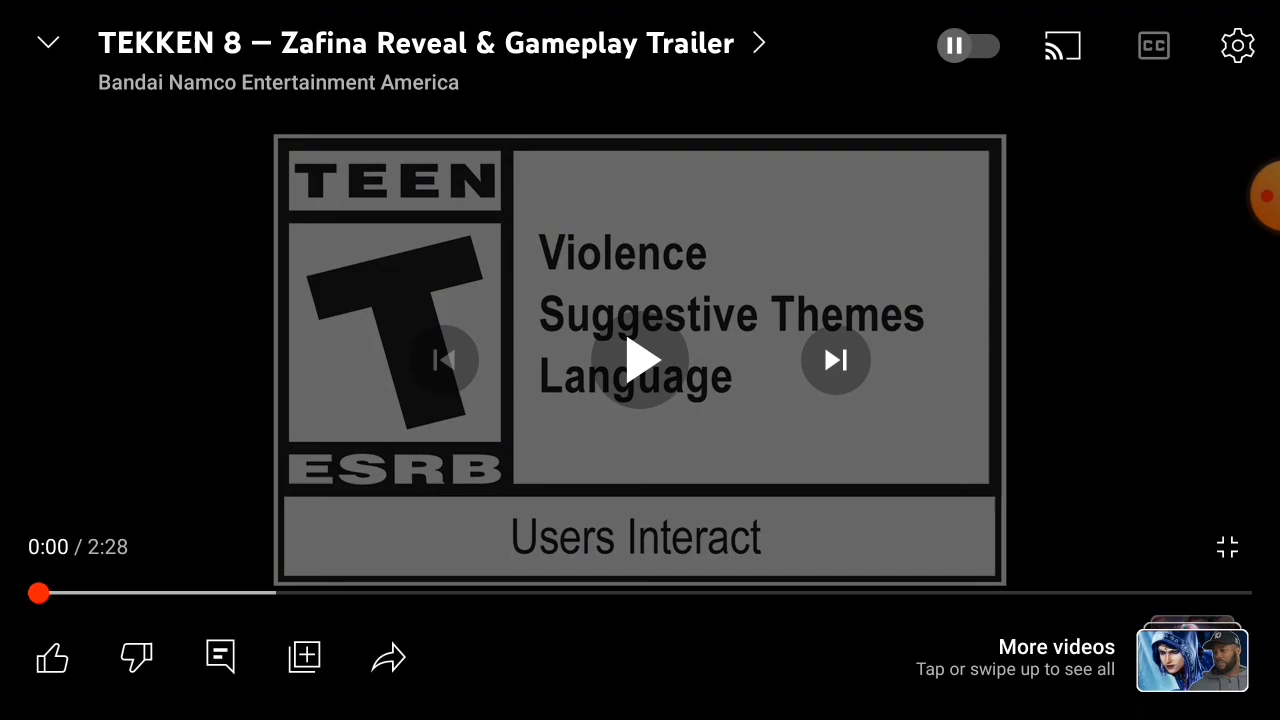 TEKKEN 8 – Zafina Reveal & Gameplay Trailer
Bandai Namco Entertainment America
CC
TEEN
T
ESRB
Violence
Suggestive Themes
Language
Users Interact
0:00 / 2:28
More videos
Tap or swipe up to see all